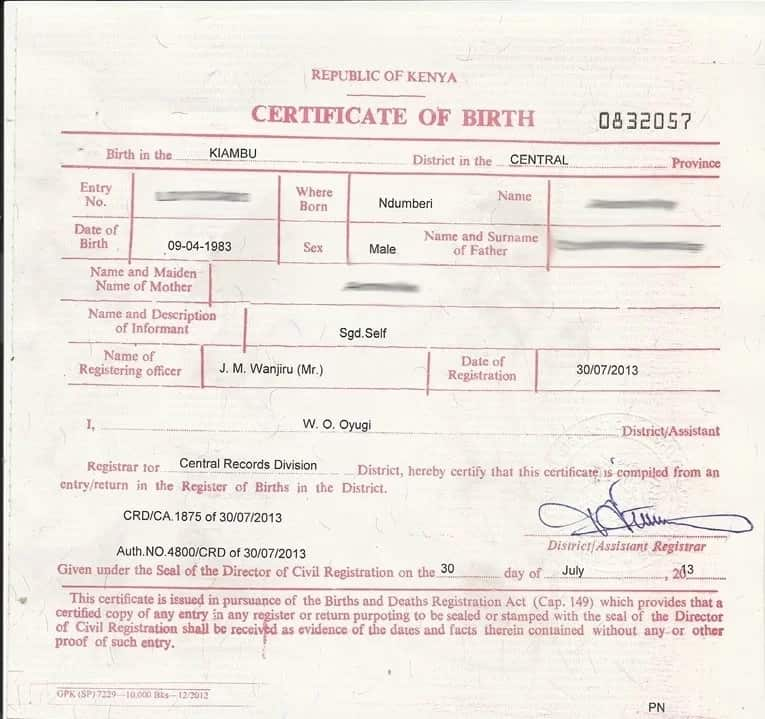 REPUBLIC OF KENYA
CERTIFICATE OF BIRTH 0832057
Birth in the KIAMBU District in the CENTRAL Province
Entry No. Where Born Ndumberi Name
Date of Birth 09-04-1983 Sex Male Name and Surname of Father
Name and Maiden Name of Mother
Name and Description of Informant Sgd.Self
Name of Registering officer J. M. Wanjiru (Mr.) Date of Registration 30/07/2013
I, W. O. Oyugi District/Assistant
Registrar for Central Records Division District, hereby certify that this certificate is compiled from an
entry/return in the Register of Births in the District.
CRD/CA.1875 of 30/07/2013
Auth.NO.4800/CRD of 30/07/2013
District/Assistant Registrar
Given under the Seal of the Director of Civil Registration on the 30 day of July, 2013
This certificate is issued in pursuance of the Births and Deaths Registration Act (Cap. 149) which provides that a
certified copy of any entry in any register or return purpoting to be sealed or stamped with the seal of the Director
of Civil Registration shall be received as evidence of the dates and facts therein contained without any or other
proof of such entry.
GPK (SP) 7229—10,000 Bks—12/2012
PN